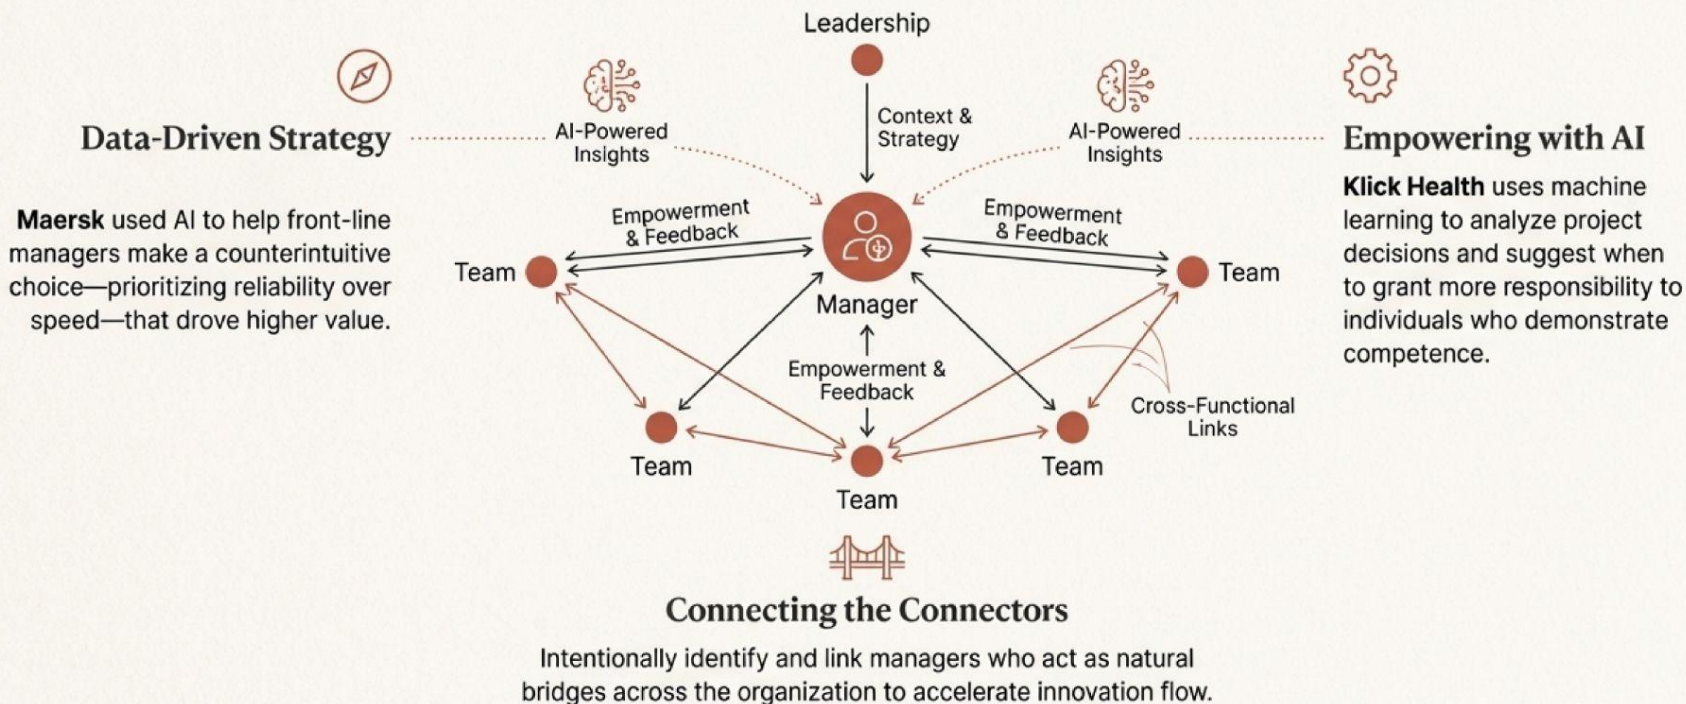 Leadership
Context &
Strategy
Data-Driven Strategy
AI-Powered
Insights
AI-Powered
Insights
Empowering with AI
Maersk used AI to help front-line
managers make a counterintuitive
choice—prioritizing reliability over
speed—that drove higher value.
Klick Health uses machine
learning to analyze project
decisions and suggest when
to grant more responsibility to
individuals who demonstrate
competence.
Empowerment
& Feedback
Empowerment
& Feedback
Team
Manager
Team
Empowerment &
Feedback
Cross-Functional
Links
Team
Team
Team
Connecting the Connectors
Intentionally identify and link managers who act as natural
bridges across the organization to accelerate innovation flow.